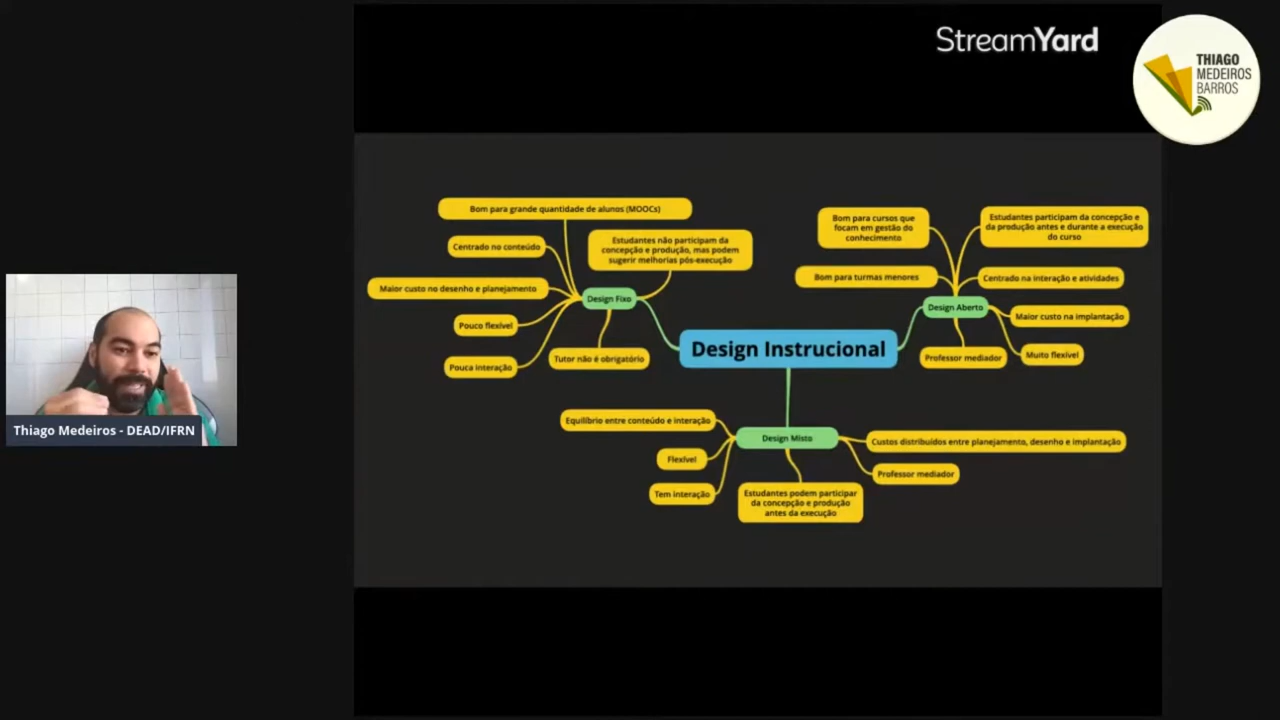 StreamYard
THIAGO
MEDEIROS
BARROS
Bom para grande quantidade de alunos (MOOCs)
Centrado no conteúdo
Estudantes não participam da
concepção e produção, mas podem
sugerir melhorias pós-execução
Maior custo no desenho e planejamento
Design Fixo
Pouco flexível
Pouca interação
Tutor não é obrigatório
Bom para cursos que
focam em gestão do
conhecimento
Estudantes participam da concepção e
da produção antes e durante a execução
do curso
Bom para turmas menores
Centrado na interação e atividades
Design Aberto
Maior custo na implantação
Professor mediador
Muito flexível
Design Instrucional
Equilíbrio entre conteúdo e interação
Design Misto
Custos distribuídos entre planejamento, desenho e implantação
Flexível
Professor mediador
Tem interação
Estudantes podem participar
da concepção e produção
antes da execução
Thiago Medeiros - DEAD/IFRN